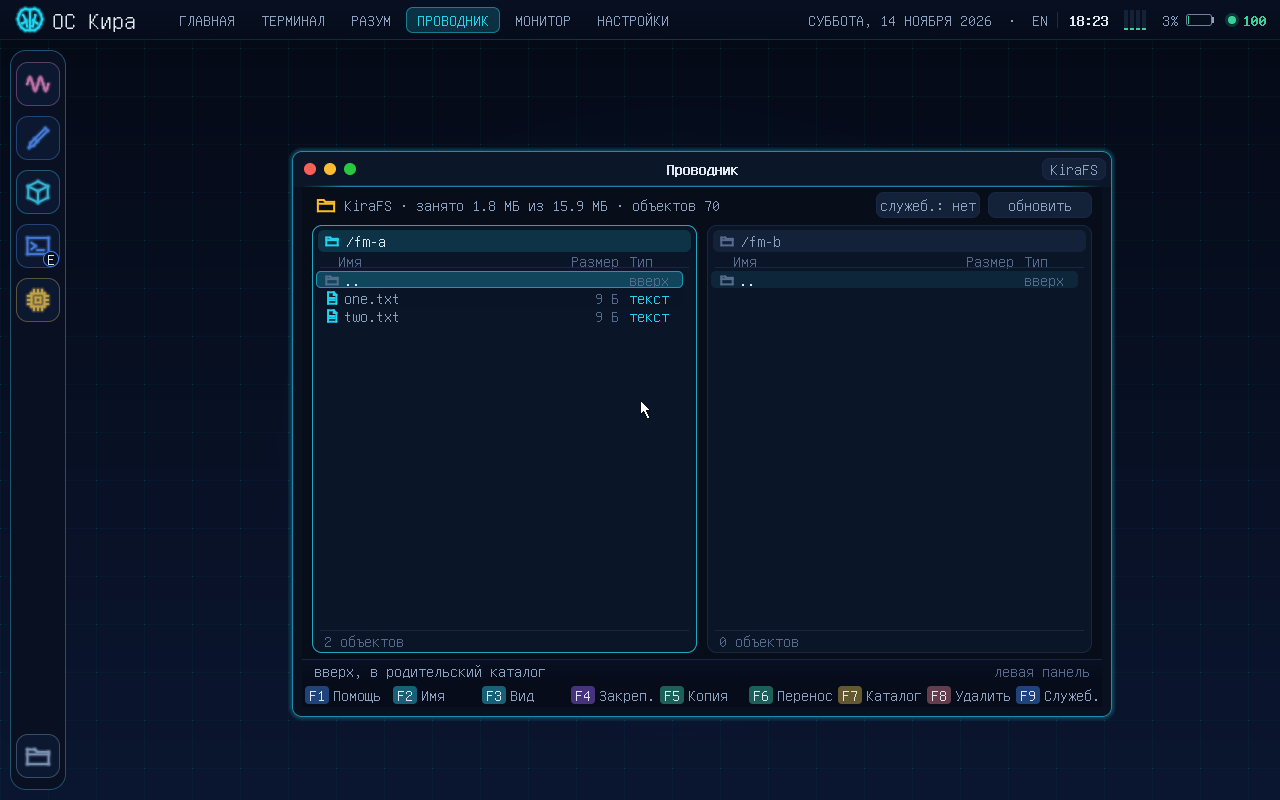 ОС Кира ГЛАВНАЯ ТЕРМИНАЛ РАЗУМ ПРОВОДНИК МОНИТОР НАСТРОЙКИ СУББОТА, 14 НОЯБРЯ 2026 · EN 18:23 3% 100
E
Проводник KiraFS
KiraFS · занято 1.8 МБ из 15.9 МБ · объектов 70 служеб.: нет обновить
/fm-a
Имя Размер Тип
.. вверх
one.txt 9 Б текст
two.txt 9 Б текст
2 объектов
/fm-b
Имя Размер Тип
.. вверх
0 объектов
вверх, в родительский каталог левая панель
F1 Помощь F2 Имя F3 Вид F4 Закреп. F5 Копия F6 Перенос F7 Каталог F8 Удалить F9 Служеб.